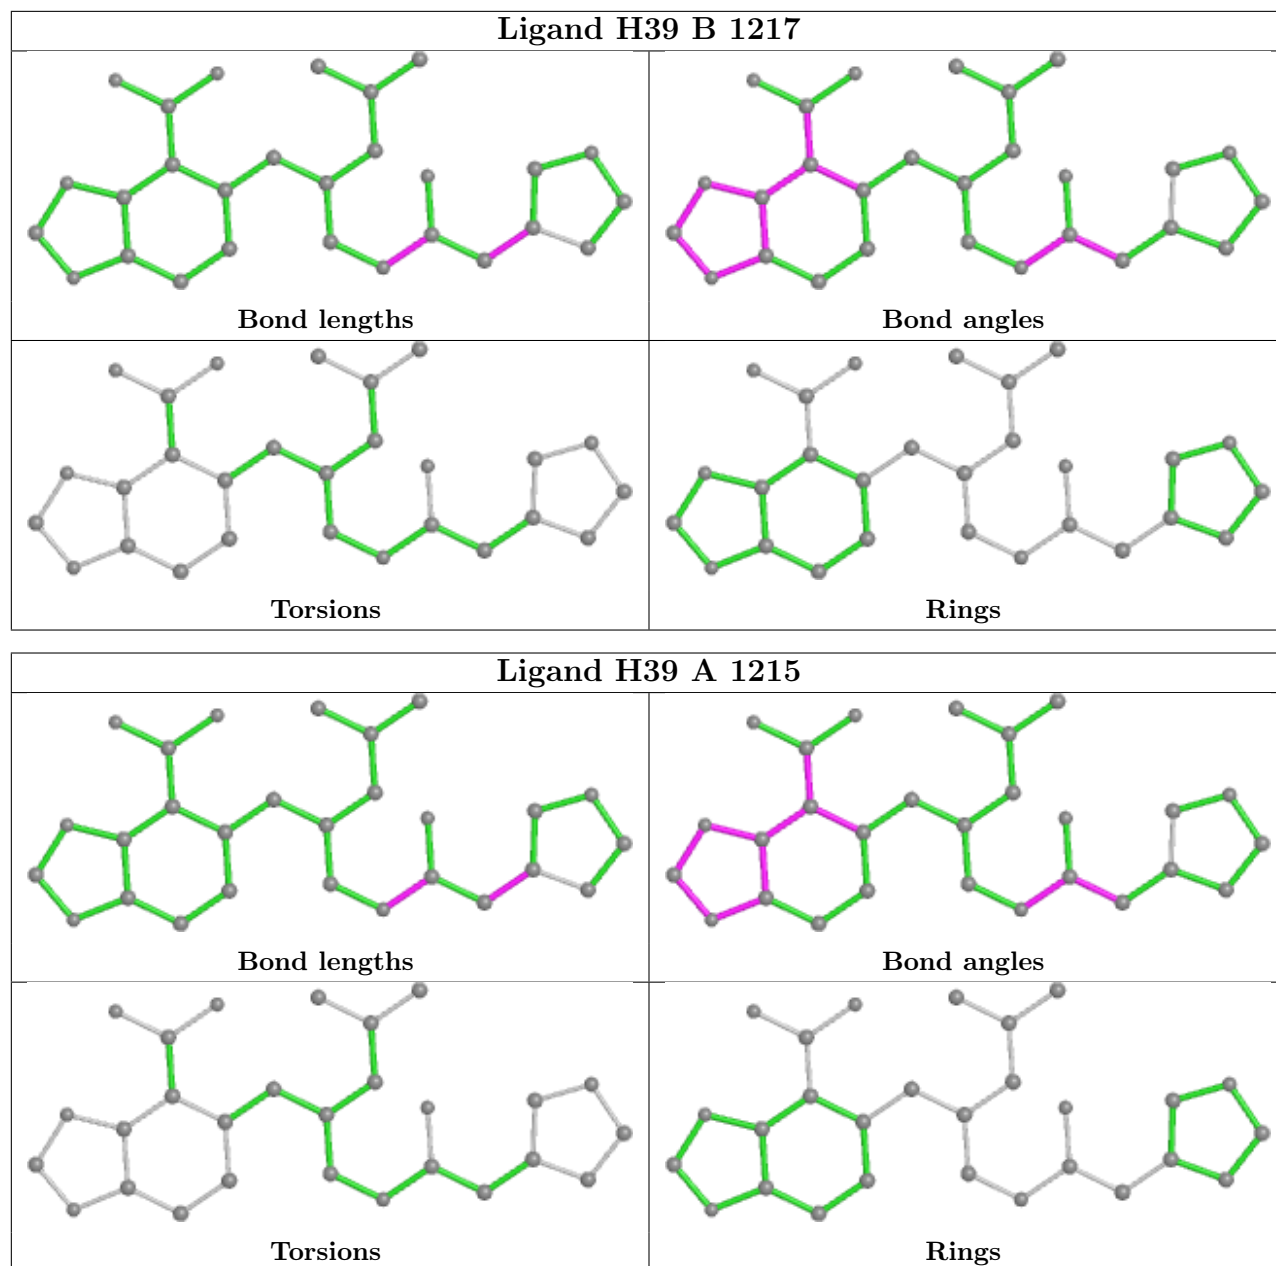 Ligand H39 B 1217
Bond lengths
Bond angles
Torsions
Rings
Ligand H39 A 1215
Bond lengths
Bond angles
Torsions
Rings